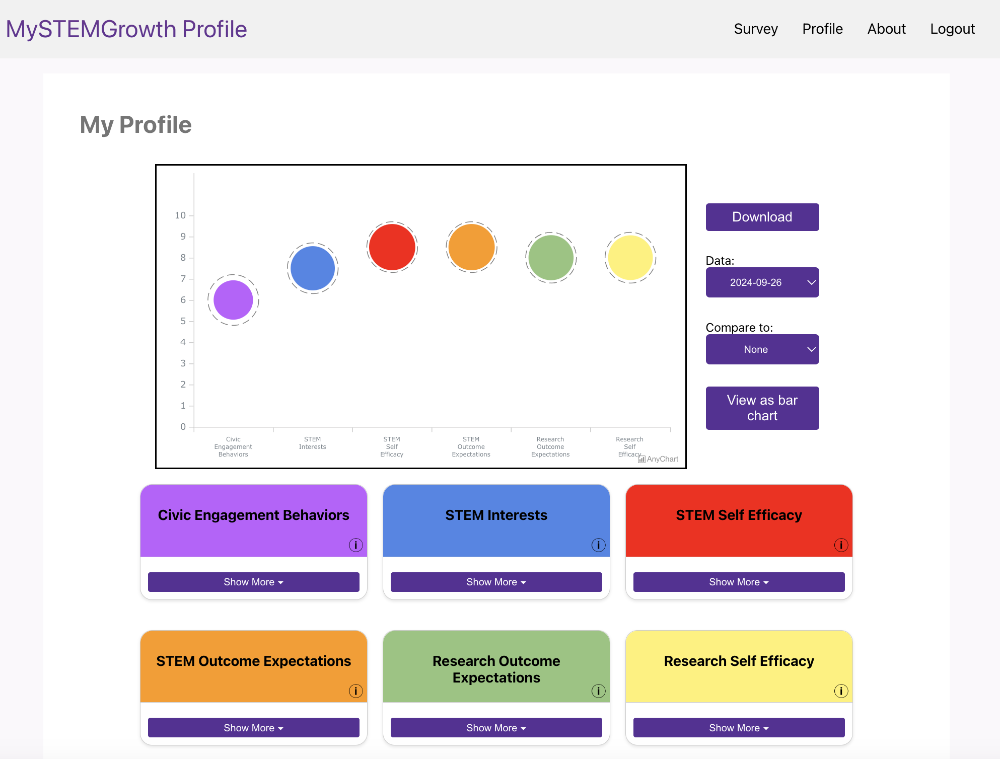 MySTEMGrowth Profile
Survey Profile About Logout
My Profile
10
9
8
7
6
5
4
3
2
1
0
Civic
Engagement
Behaviors
STEM
Interests
STEM
Self
Efficacy
STEM
Outcome
Expectations
Research
Outcome
Expectations
Research
Self
Efficacy
AnyChart
Download
Data:
2024-09-26
Compare to:
None
View as bar
chart
Civic Engagement Behaviors
i
Show More
STEM Interests
i
Show More
STEM Self Efficacy
i
Show More
STEM Outcome Expectations
i
Show More
Research Outcome
Expectations
i
Show More
Research Self Efficacy
i
Show More